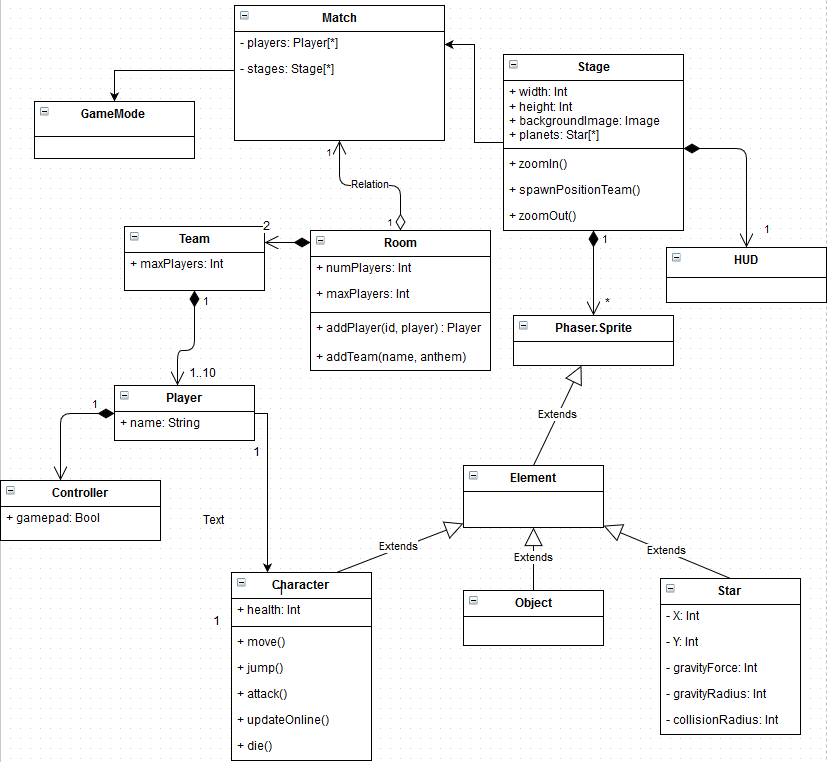 Match
- players: Player[*]
- stages: Stage[*]
GameMode
Stage
+ width: Int
+ height: Int
+ backgroundImage: Image
+ planets: Star[*]
+ zoomIn()
+ spawnPositionTeam()
+ zoomOut()
1
Relation
1
2
Team
+ maxPlayers: Int
Room
+ numPlayers: Int
+ maxPlayers: Int
+ addPlayer(id, player) : Player
+ addTeam(name, anthem)
1
HUD
1
*
Phaser.Sprite
1
1..10
Player
+ name: String
1
Controller
+ gamepad: Bool
1
Text
Extends
Element
Extends
Extends
Extends
Character
1
+ health: Int
+ move()
+ jump()
+ attack()
+ updateOnline()
+ die()
1
Object
Star
- X: Int
- Y: Int
- gravityForce: Int
- gravityRadius: Int
- collisionRadius: Int